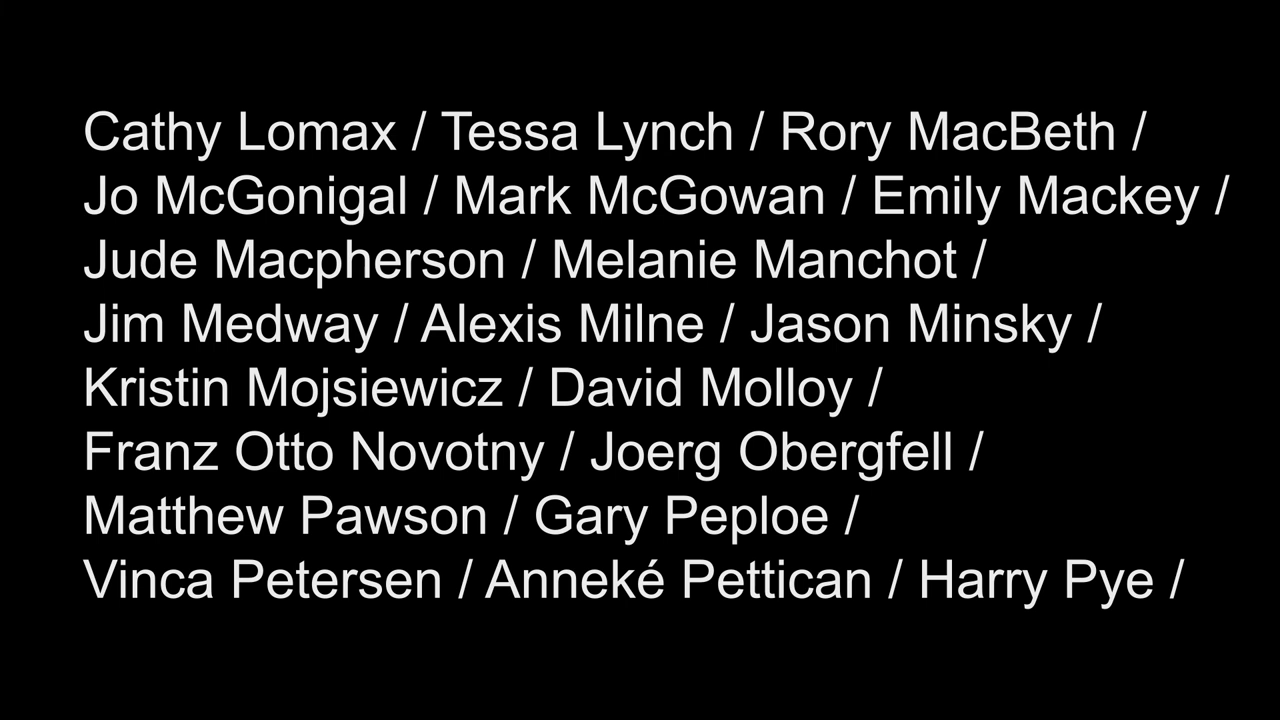 Cathy Lomax / Tessa Lynch / Rory MacBeth /
Jo McGonigal / Mark McGowan / Emily Mackey /
Jude Macpherson / Melanie Manchot /
Jim Medway / Alexis Milne / Jason Minsky /
Kristin Mojsiewicz / David Molloy /
Franz Otto Novotny / Joerg Obergfell /
Matthew Pawson / Gary Peploe /
Vinca Petersen / Anneké Pettican / Harry Pye /